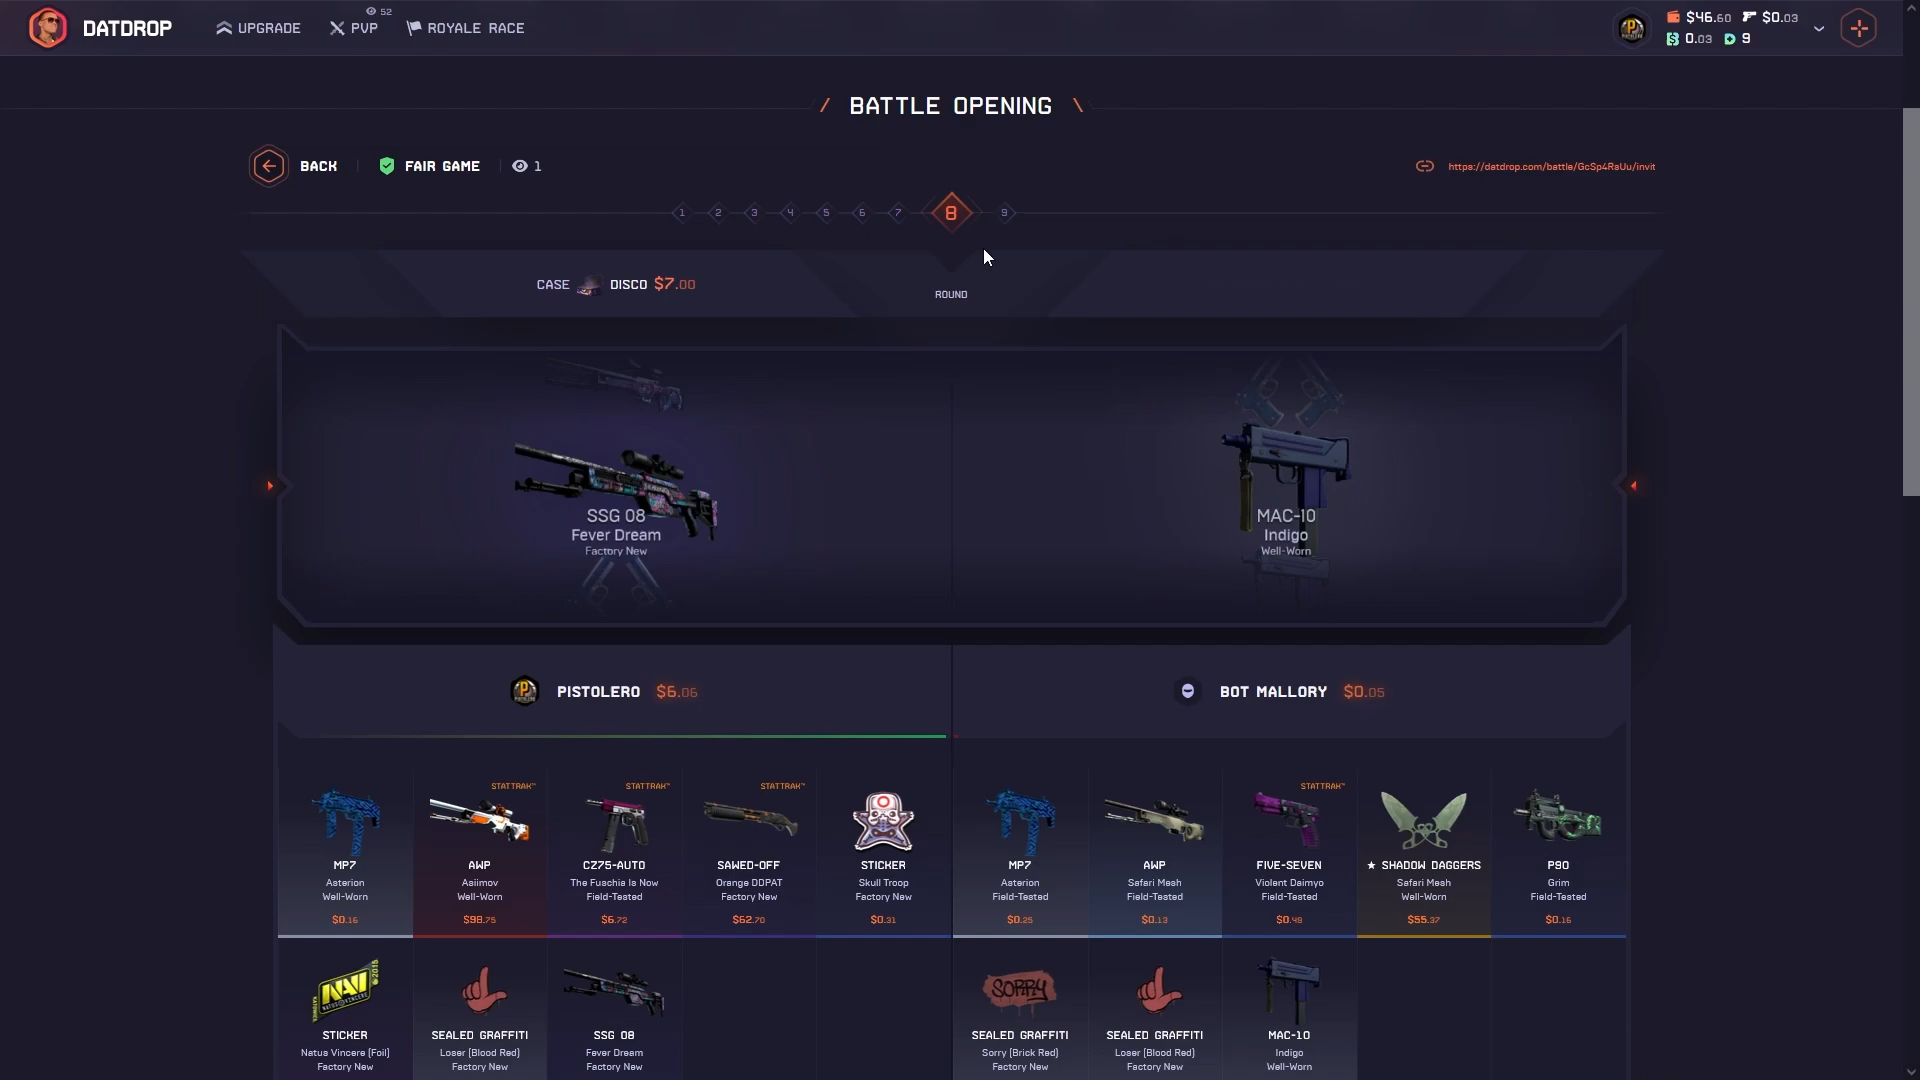 DATDROP
UPGRADE
52
PVP
ROYALE RACE
$46.60 $0.03
0.03 9
/ BATTLE OPENING \
BACK
FAIR GAME
1
https://datdrop.com/battle/GcSp4RaUu/invit
1 2 3 4 5 6 7 8 9
CASE DISCO $7.00
ROUND
SSG 08
Fever Dream
Factory New
MAC-10
Indigo
Well-Worn
PISTOLERO $6.06
BOT MALLORY $0.05
MP7
Asterion
Well-Worn
$0.16
STATTRAK™
AWP
Asiimov
Well-Worn
$98.75
STATTRAK™
CZ75-AUTO
The Fuschia Is Now
Field-Tested
$6.72
STATTRAK™
SAWED-OFF
Orange DDPAT
Factory New
$62.70
STICKER
Skull Troop
Factory New
$0.31
MP7
Asterion
Field-Tested
$0.25
AWP
Safari Mesh
Field-Tested
$0.13
STATTRAK™
FIVE-SEVEN
Violent Daimyo
Field-Tested
$0.48
★ SHADOW DAGGERS
Safari Mesh
Well-Worn
$55.37
P90
Grim
Field-Tested
$0.16
NAVI
NATUS VINCERE
2015
STICKER
Natus Vincere (Foil)
Factory New
SEALED GRAFFITI
Loser (Blood Red)
Factory New
SSG 08
Fever Dream
Factory New
SORRY
SEALED GRAFFITI
Sorry (Brick Red)
Factory New
SEALED GRAFFITI
Loser (Blood Red)
Factory New
MAC-10
Indigo
Well-Worn